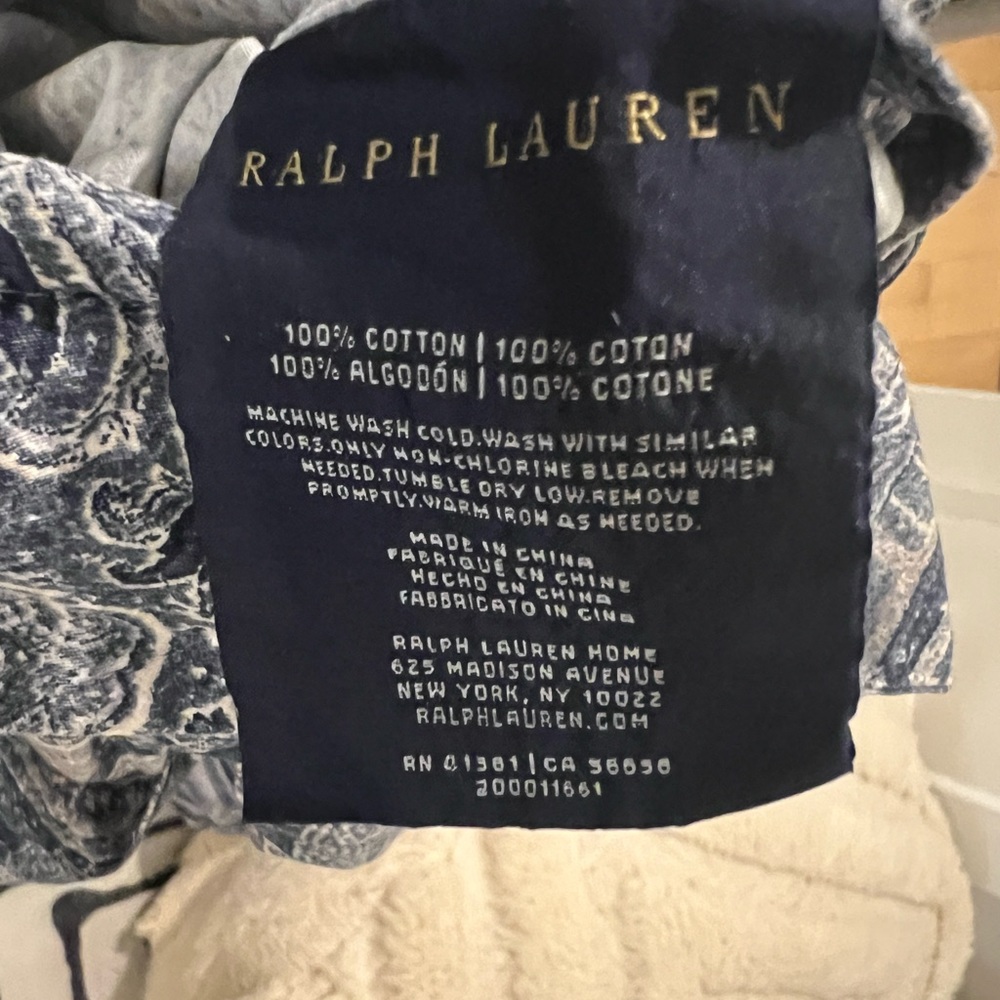 RALPH LAUREN
100% COTTON | 100% COTON
100% ALGODÓN | 100% COTONE
MACHINE WASH COLD.WASH WITH SIMILAR
COLORS.ONLY NON-CHLORINE BLEACH WHEN
NEEDED.TUMBLE DRY LOW.REMOVE
PROMPTLY.WARM IRON AS NEEDED.
MADE IN CHINA
FABRIQUÉ EN CHINE
HECHO EN CHINA
FABBRICATO IN CINA
RALPH LAUREN HOME
625 MADISON AVENUE
NEW YORK, NY 10022
RALPHLAUREN.COM
RN | CA
200011661